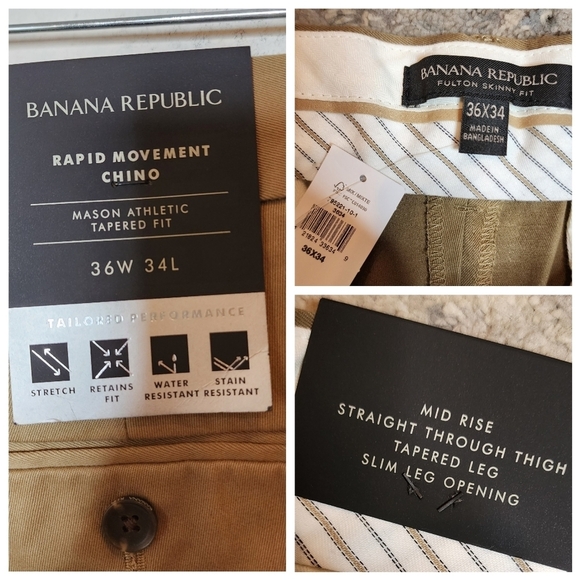 BANANA REPUBLIC
RAPID MOVEMENT
CHINO
MASON ATHLETIC
TAPERED FIT
36W 34L
TAILORED PERFORMANCE
STRETCH
RETAINS
FIT
WATER
RESISTANT
STAIN
RESISTANT
BANANA REPUBLIC
FULTON SKINNY FIT
36X34
MADE IN
BANGLADESH
FSC
36X34
MID RISE
STRAIGHT THROUGH THIGH
TAPERED LEG
SLIM LEG OPENING